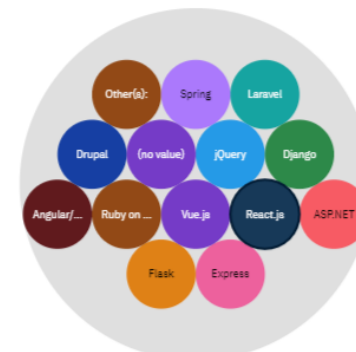 Other(s): Spring Laravel
Drupal (no value) jQuery Django
Angular/... Ruby on ... Vue.js React.js ASP.NET
Flask Express